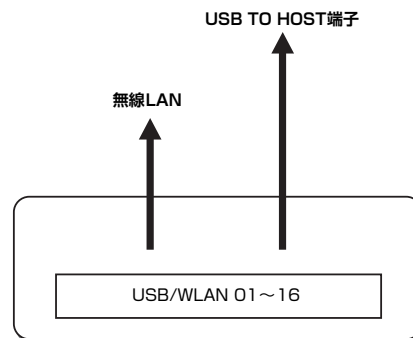 USB TO HOST端子
無線LAN
USB/WLAN 01～16